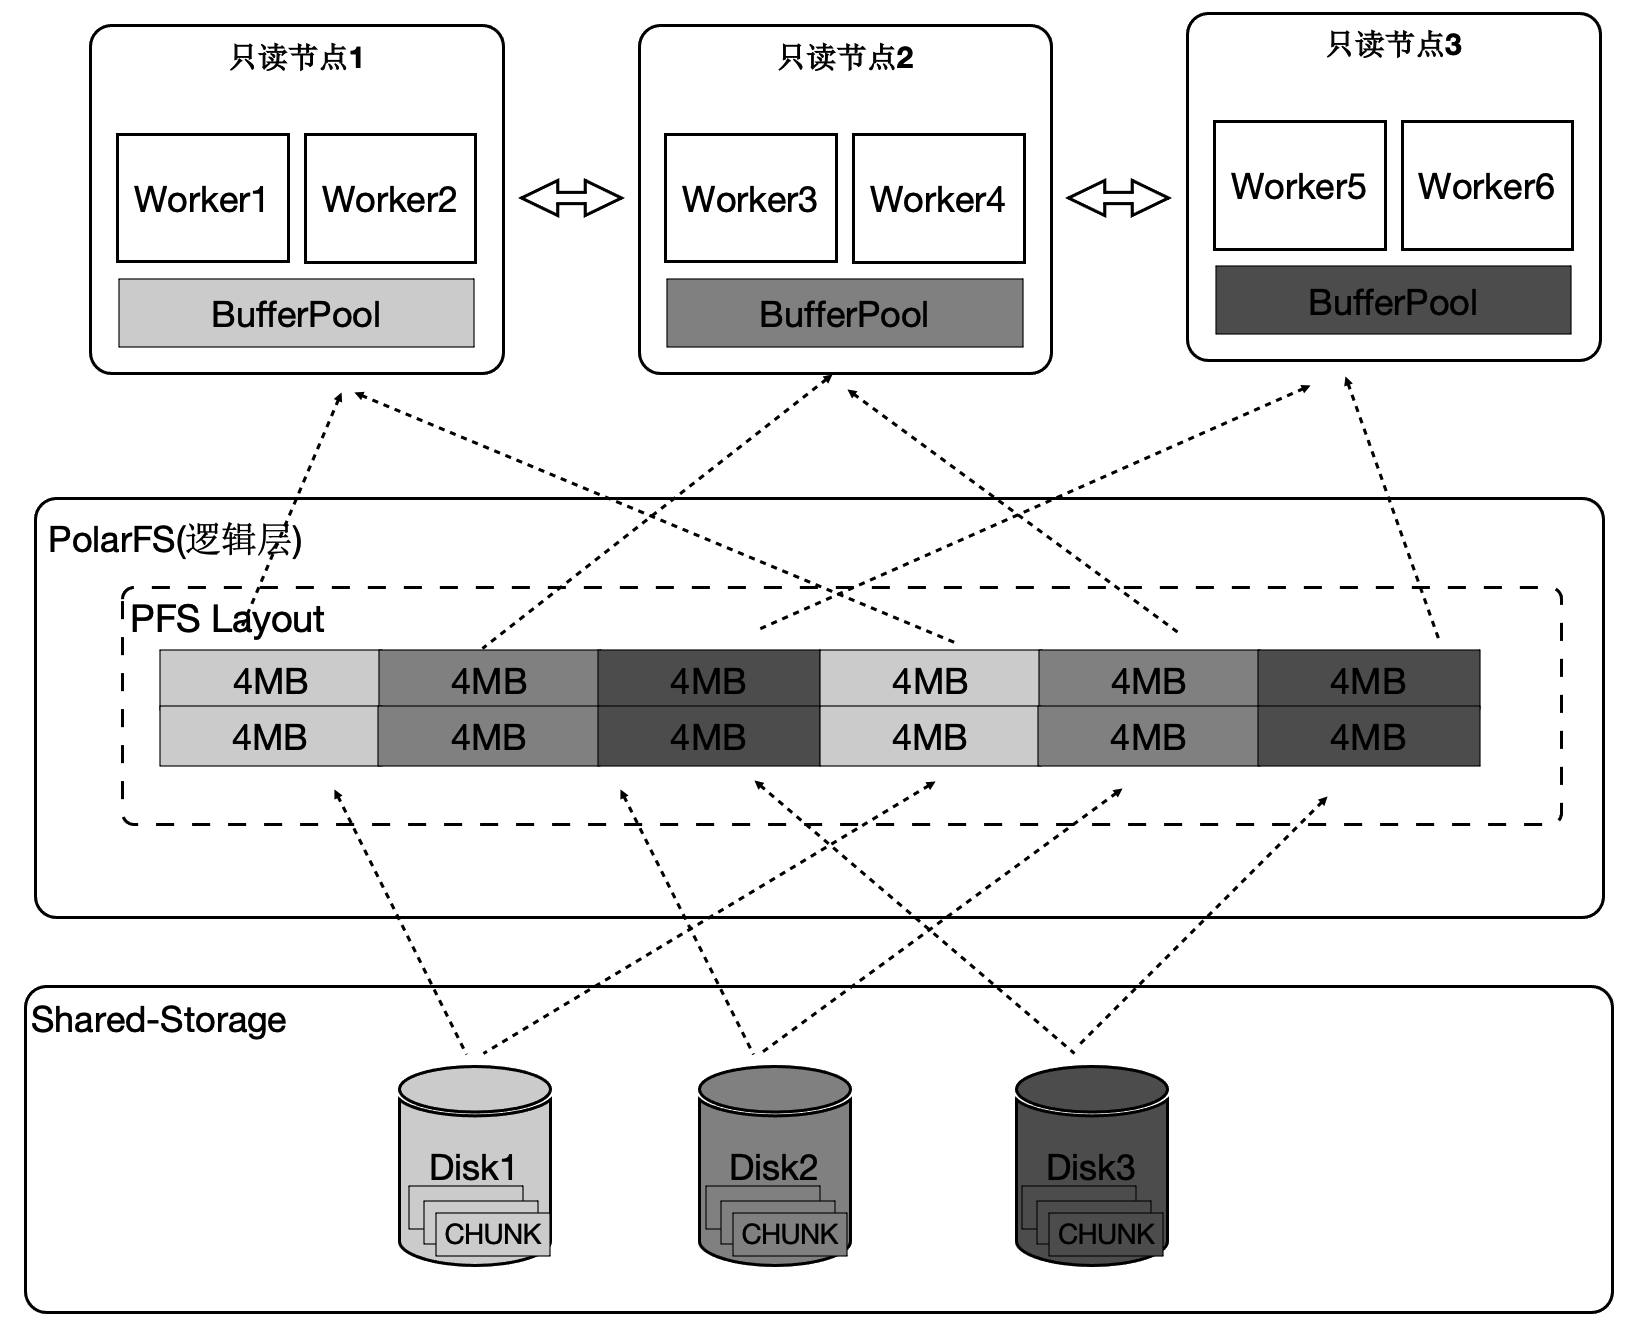 只读节点1
Worker1
Worker2
BufferPool
只读节点2
Worker3
Worker4
BufferPool
只读节点3
Worker5
Worker6
BufferPool
PolarFS(逻辑层)
PFS Layout
4MB 4MB 4MB 4MB 4MB 4MB
4MB 4MB 4MB 4MB 4MB 4MB
Shared-Storage
Disk1
CHUNK
Disk2
CHUNK
Disk3
CHUNK